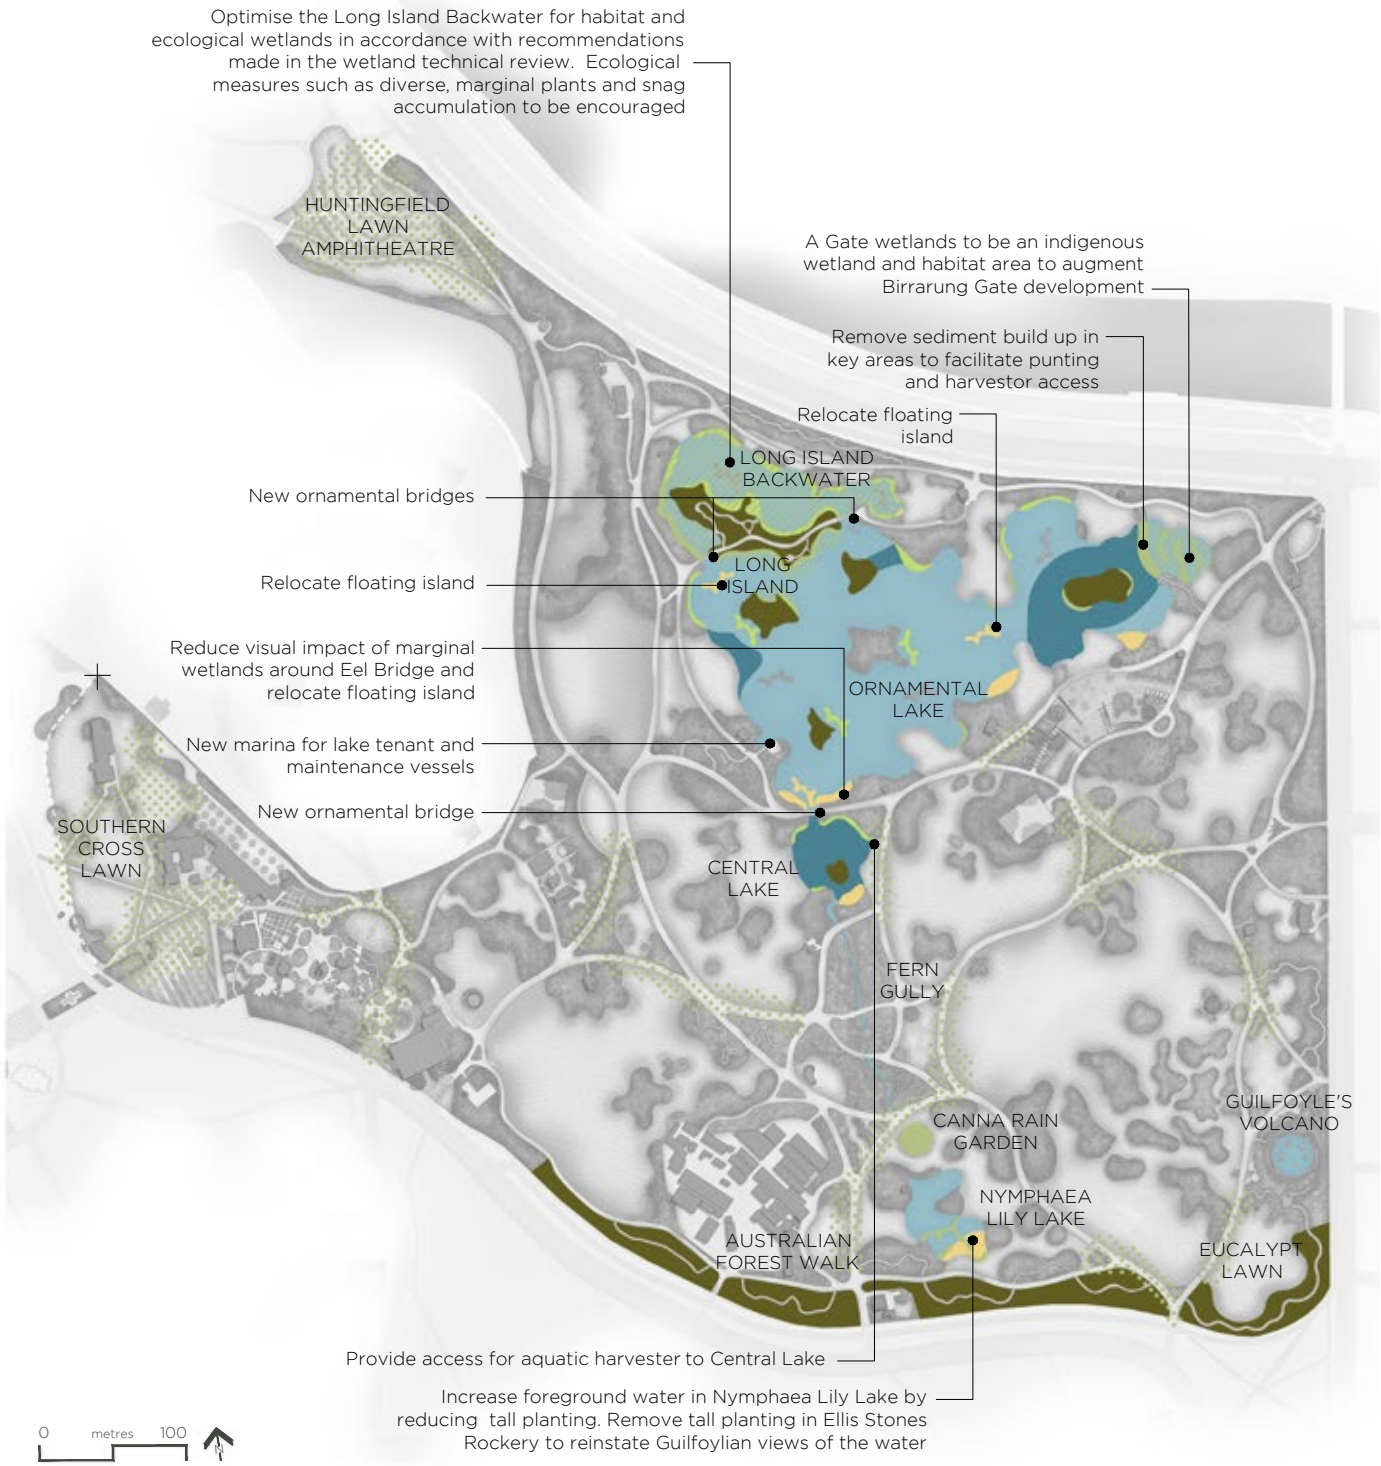 Optimise the Long Island Backwater for habitat and
ecological wetlands in accordance with recommendations
made in the wetland technical review.  Ecological
measures such as diverse, marginal plants and snag
accumulation to be encouraged
HUNTINGFIELD
LAWN
AMPHITHEATRE
A Gate wetlands to be an indigenous
wetland and habitat area to augment
Birrarung Gate development
Remove sediment build up in
key areas to facilitate punting
and harvestor access
Relocate floating
island
LONG ISLAND
BACKWATER
New ornamental bridges
LONG
ISLAND
Relocate floating island
Reduce visual impact of marginal
wetlands around Eel Bridge and
relocate floating island
ORNAMENTAL
LAKE
New marina for lake tenant and
maintenance vessels
New ornamental bridge
SOUTHERN
CROSS
LAWN
CENTRAL
LAKE
FERN
GULLY
GUILFOYLE'S
VOLCANO
CANNA RAIN
GARDEN
NYMPHAEA
LILY LAKE
AUSTRALIAN
FOREST WALK
EUCALYPT
LAWN
Provide access for aquatic harvester to Central Lake
Increase foreground water in Nymphaea Lily Lake by
reducing  tall planting. Remove tall planting in Ellis Stones
Rockery to reinstate Guilfoylian views of the water
0 metres 100
N